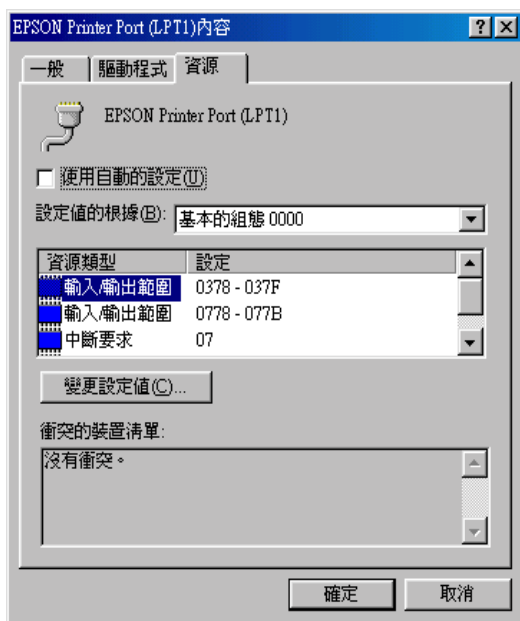 EPSON Printer Port (LPT1)內容
一般 驅動程式 資源
EPSON Printer Port (LPT1)
使用自動的設定(U)
設定值的根據(B): 基本的組態 0000
資源類型 設定
輸入/輸出範圍 0378 - 037F
輸入/輸出範圍 0778 - 077B
中斷要求 07
變更設定值(C)...
衝突的裝置清單:
沒有衝突。
確定 取消